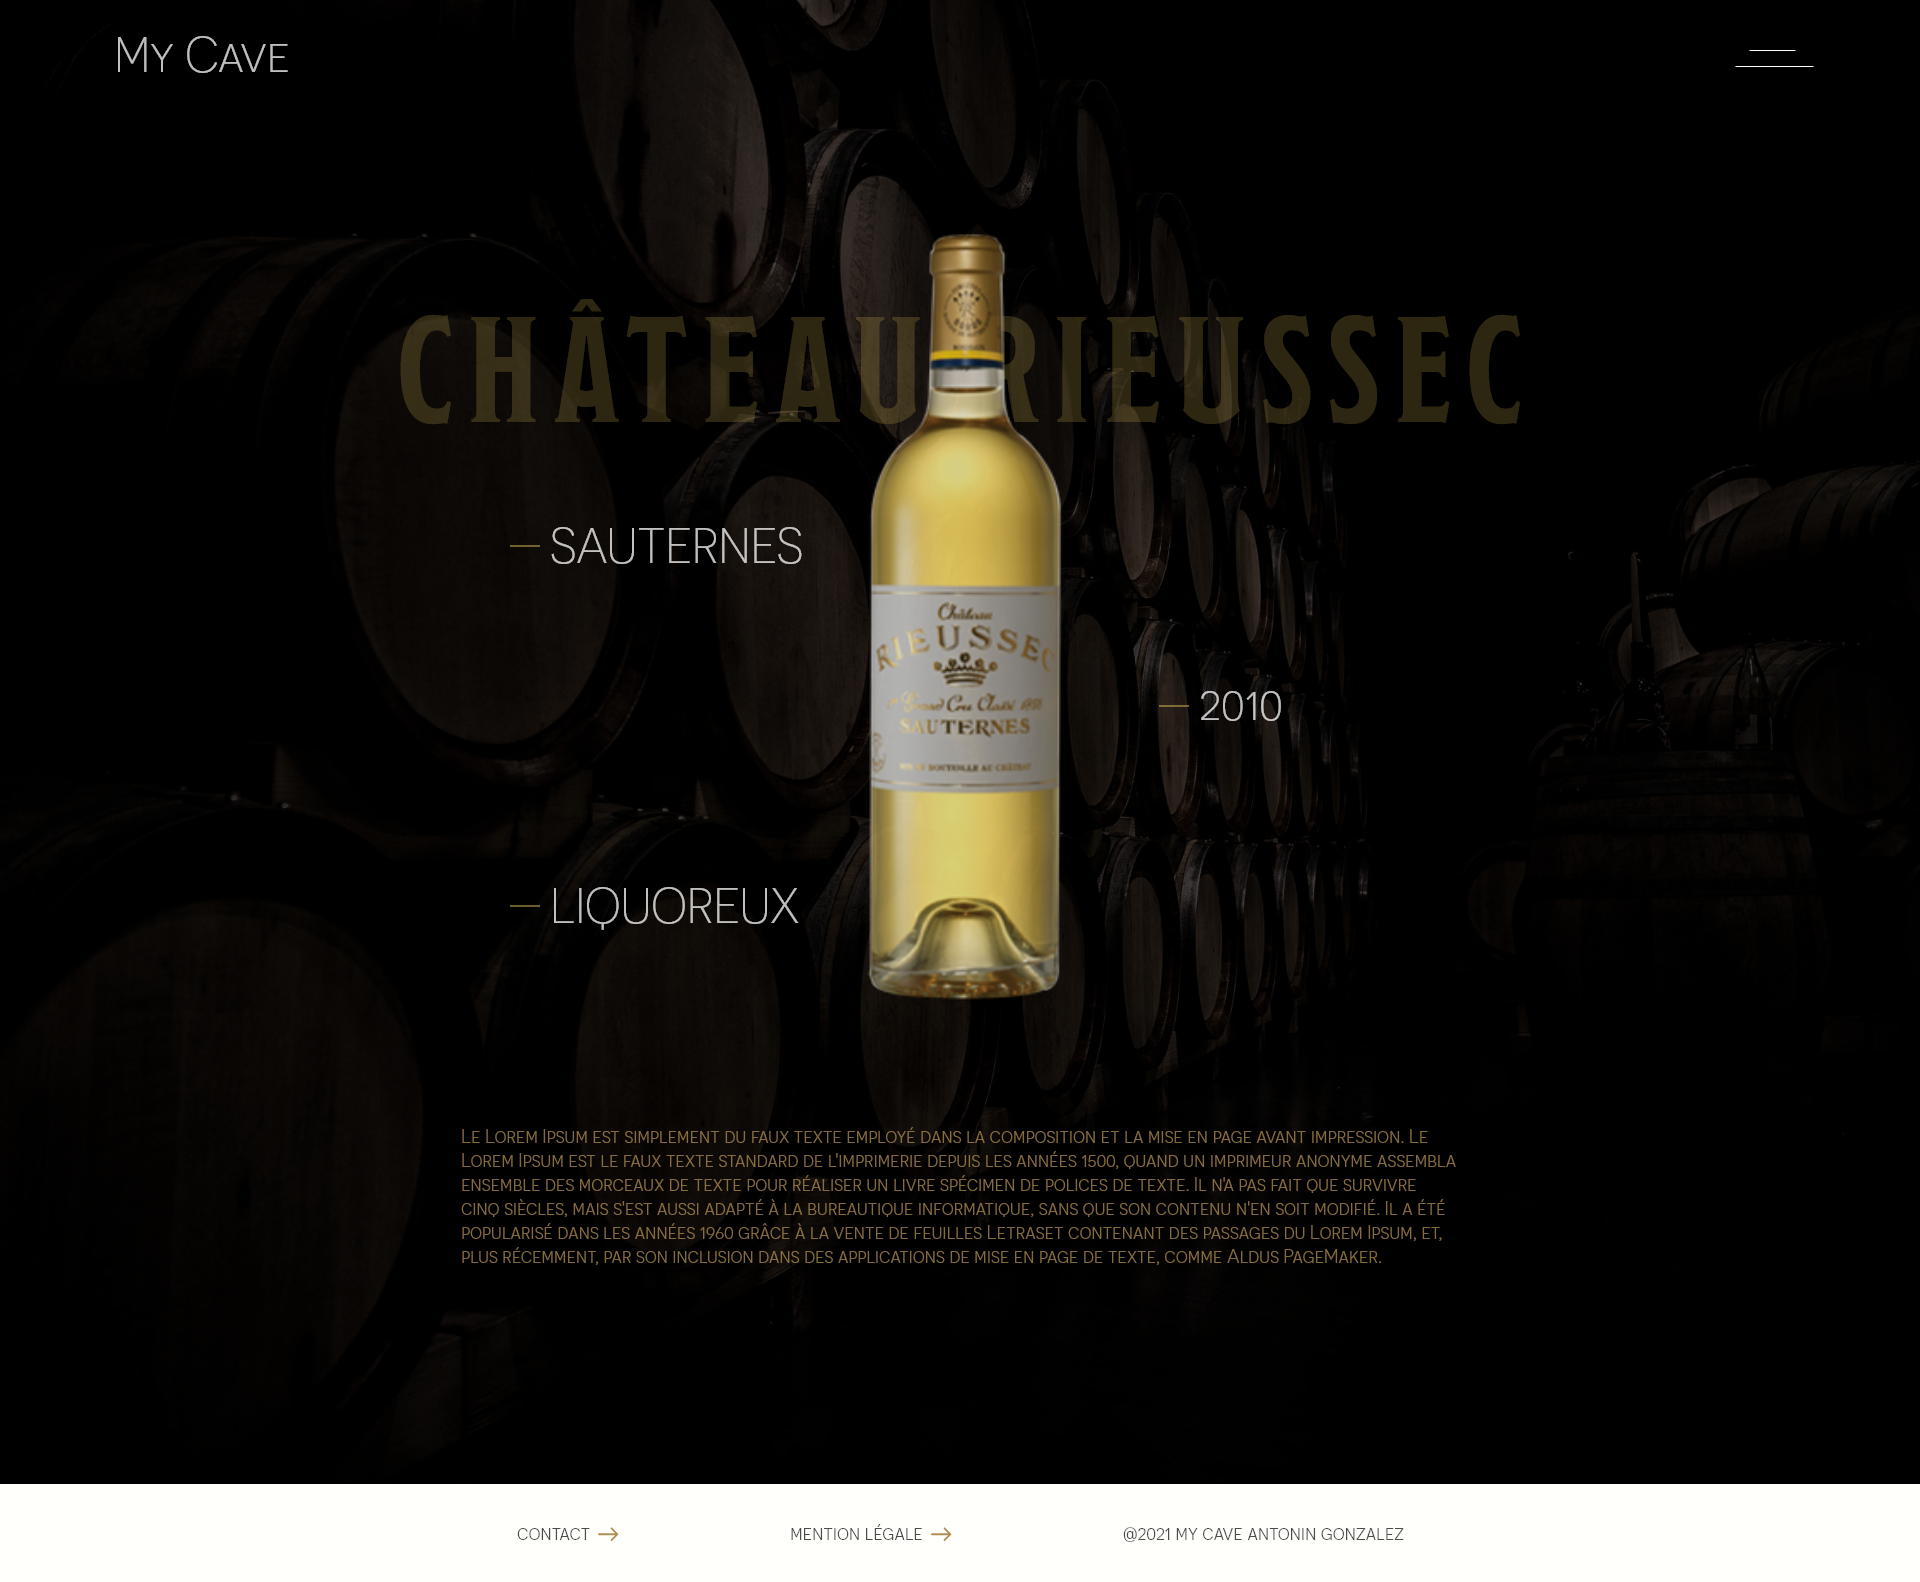 My Cave
CHÂTEAU RIEUSSEC
SAUTERNES
Château
RIEUSSEC
Grand Cru Classé
SAUTERNES
2010
LIQUOREUX
Le Lorem Ipsum est simplement du faux texte employé dans la composition et la mise en page avant impression. Le
Lorem Ipsum est le faux texte standard de l'imprimerie depuis les années 1500, quand un imprimeur anonyme assembla
ensemble des morceaux de texte pour réaliser un livre spécimen de polices de texte. Il n'a pas fait que survivre
cinq siècles, mais s'est aussi adapté à la bureautique informatique, sans que son contenu n'en soit modifié. Il a été
popularisé dans les années 1960 grâce à la vente de feuilles Letraset contenant des passages du Lorem Ipsum, et,
plus récemment, par son inclusion dans des applications de mise en page de texte, comme Aldus PageMaker.
CONTACT
MENTION LÉGALE
@2021 MY CAVE ANTONIN GONZALEZ